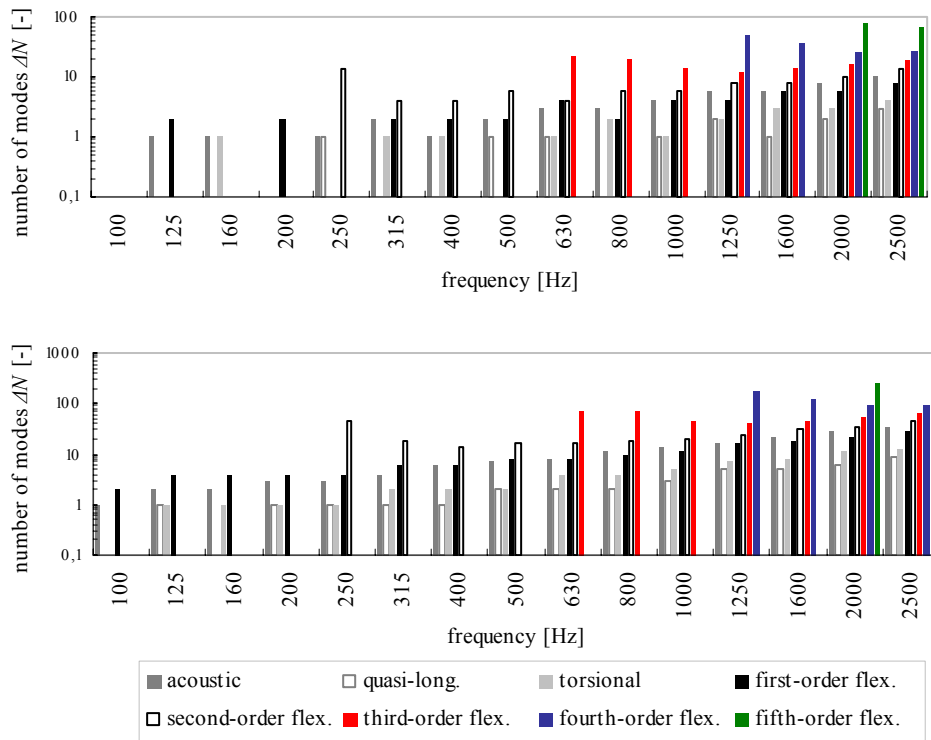 number of modes ΔN [-]
100
10
1
0,1
100 125 160 200 250 315 400 500 630 800 1000 1250 1600 2000 2500
frequency [Hz]
number of modes ΔN [-]
1000
100
10
1
0,1
100 125 160 200 250 315 400 500 630 800 1000 1250 1600 2000 2500
frequency [Hz]
acoustic quasi-long. torsional first-order flex.
second-order flex. third-order flex. fourth-order flex. fifth-order flex.